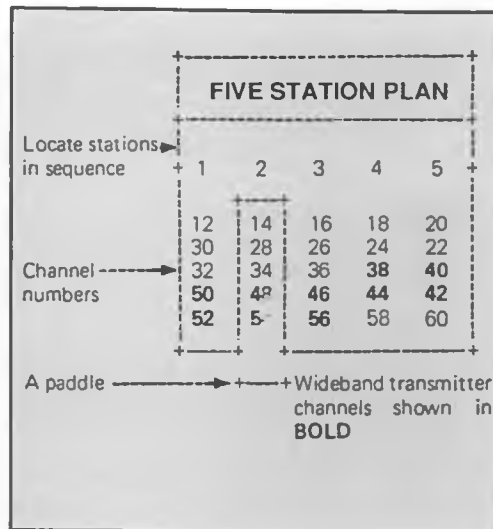 FIVE STATION PLAN
Locate stations
in sequence
1 2 3 4 5
12 14 16 18 20
30 28 26 24 22
Channel 32 34 36 38 40
numbers 50 48 46 44 42
52 56 58 60
A paddle Wideband transmitter
channels shown in
BOLD